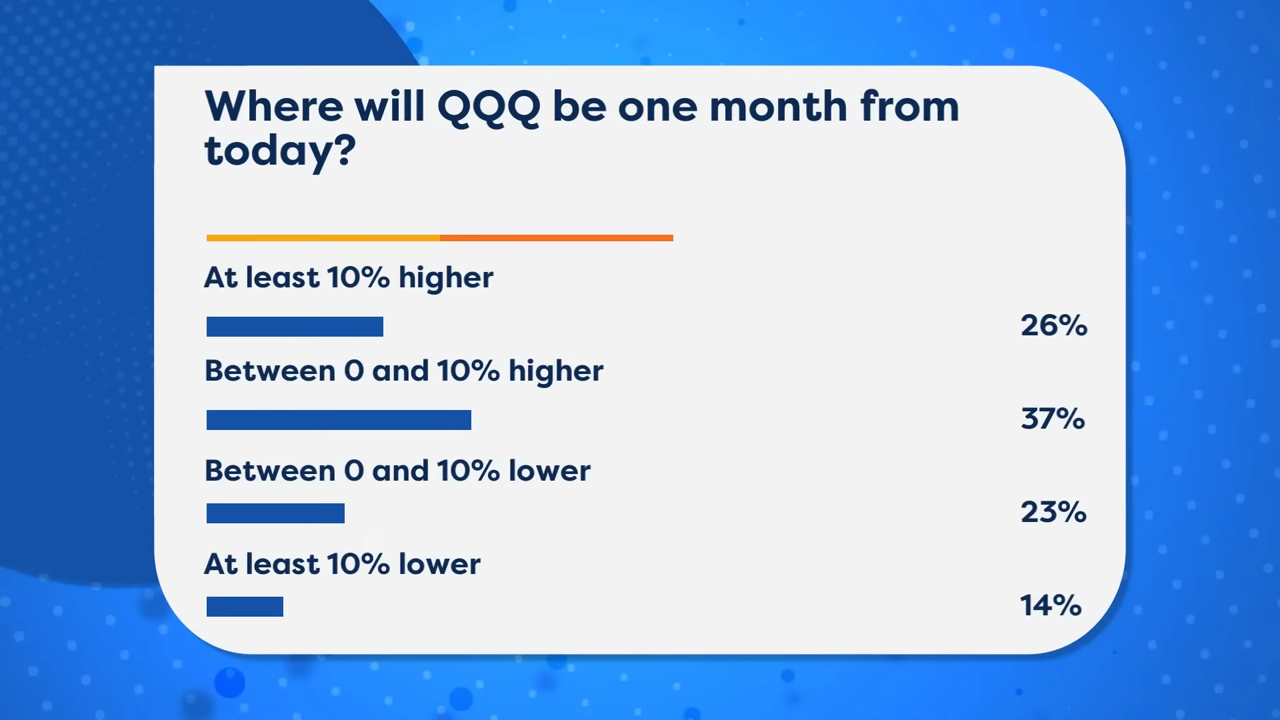 Where will QQQ be one month from
today?
At least 10% higher
26%
Between 0 and 10% higher
37%
Between 0 and 10% lower
23%
At least 10% lower
14%